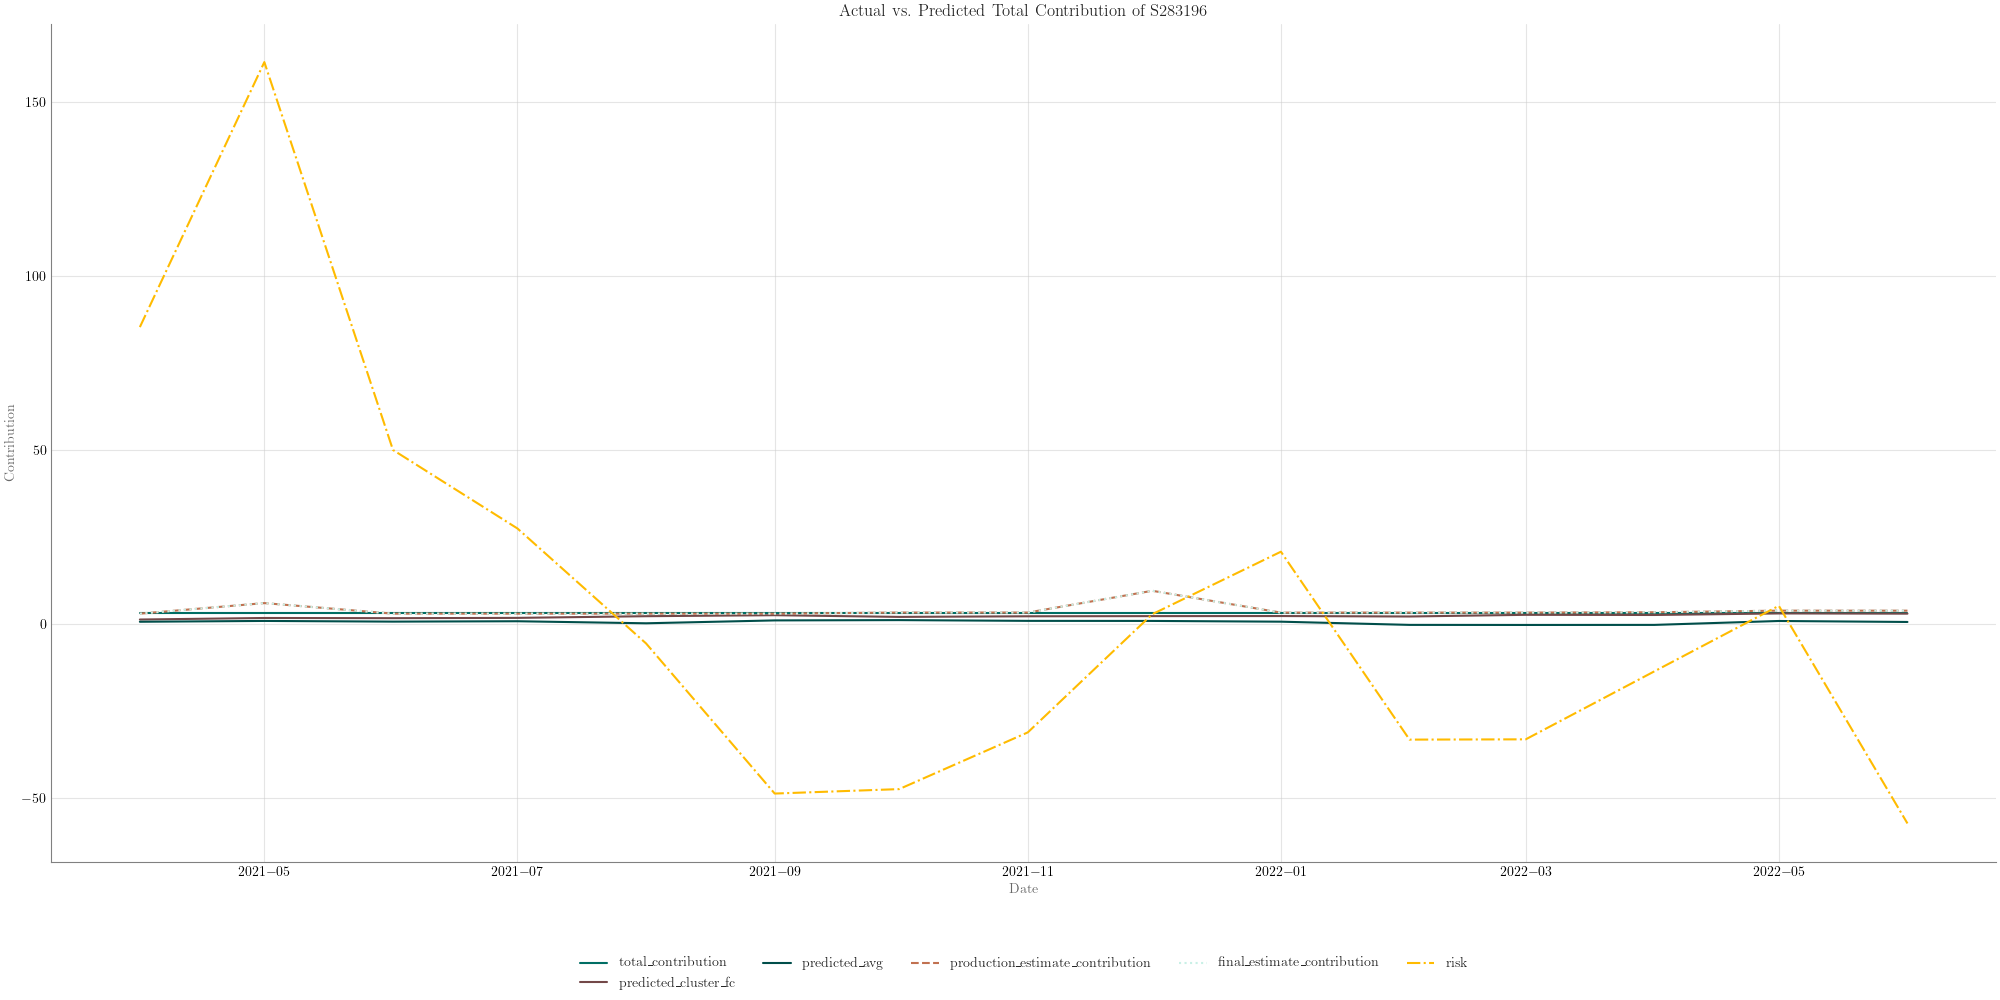 Actual vs. Predicted Total Contribution of S283196
Contribution
150
100
50
0
−50
2021−05
2021−07
2021−09
2021−11
2022−01
2022−03
2022−05
Date
total_contribution
predicted_avg
production_estimate_contribution
final_estimate_contribution
risk
predicted_cluster_fc